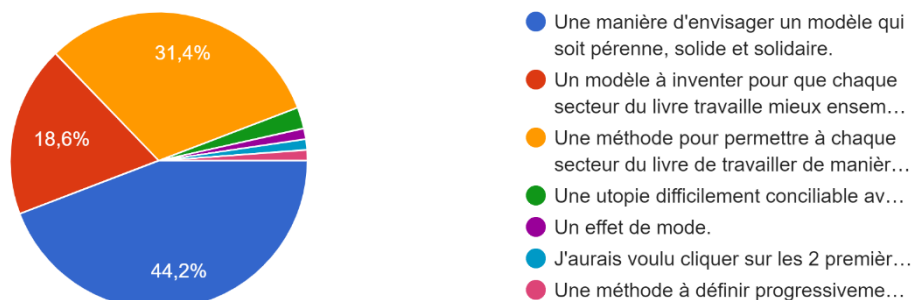 31,4%
18,6%
44,2%
Une manière d'envisager un modèle qui
soit pérenne, solide et solidaire.
Un modèle à inventer pour que chaque
secteur du livre travaille mieux ensem…
Une méthode pour permettre à chaque
secteur du livre de travailler de manièr…
Une utopie difficilement conciliable av…
Un effet de mode.
J'aurais voulu cliquer sur les 2 premièr…
Une méthode à définir progressiveme…